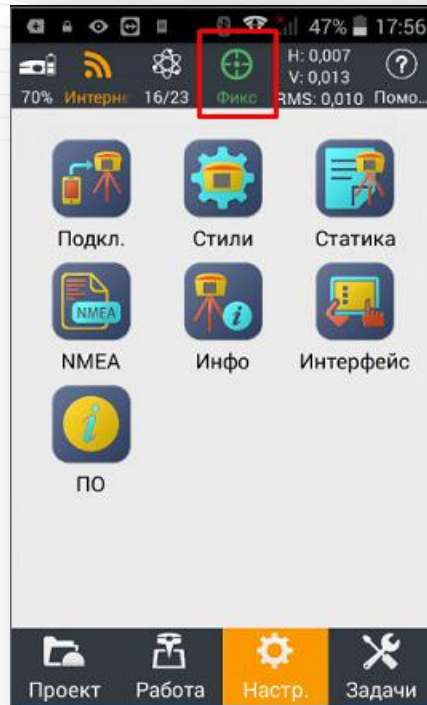 47% 17:56
H: 0,007
V: 0,013
70% Интерне 16/23 Фикс RMS: 0,010 Помо...
Подкл. Стили Статика
NMEA
NMEA Инфо Интерфейс
ПО
Проект Работа Настр. Задачи